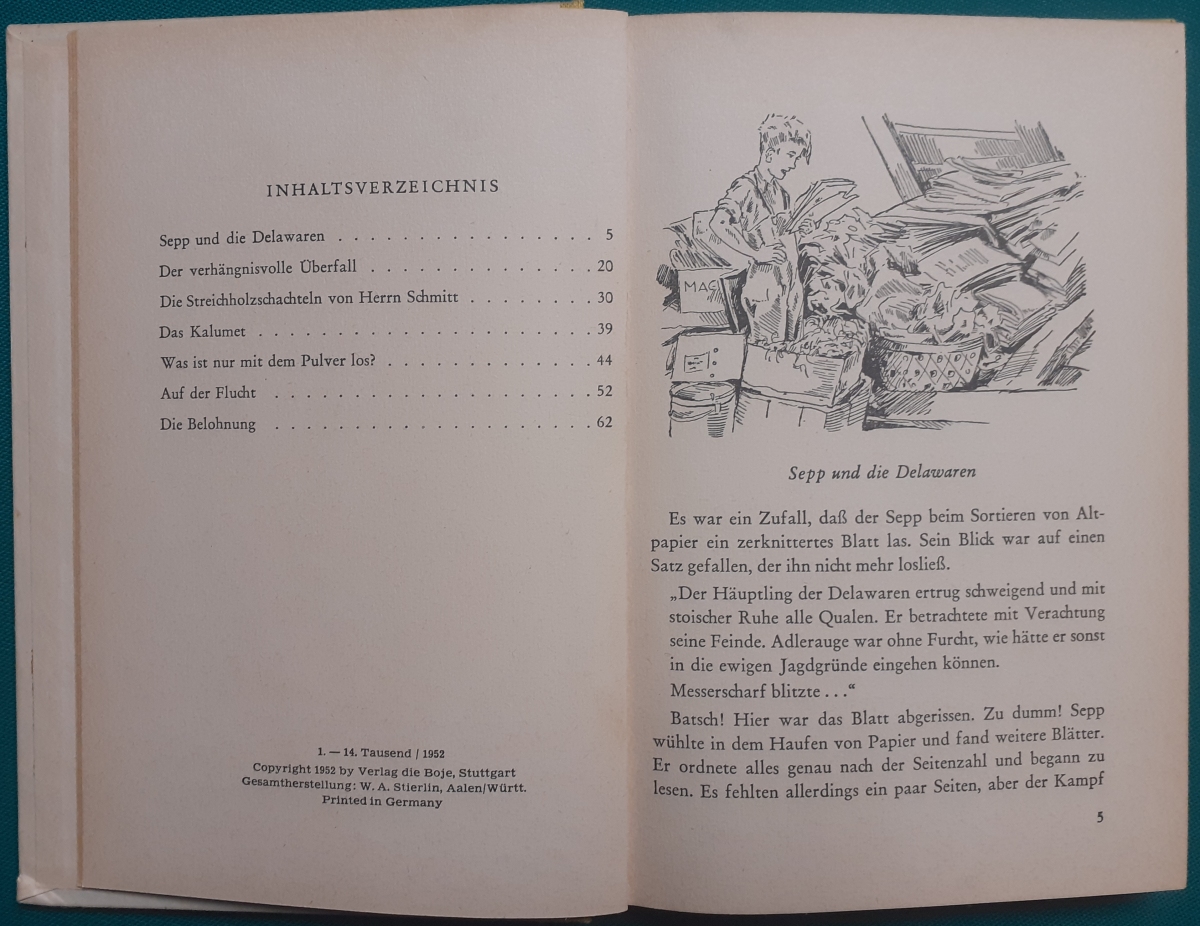 INHALTSVERZEICHNIS
Sepp und die Delawaren . . . . . . . . . . . . . . . . 5
Der verhängnisvolle Überfall . . . . . . . . . . . . . . 20
Die Streichholzschachteln von Herrn Schmitt . . . . . . . 30
Das Kalumet . . . . . . . . . . . . . . . . . . . . . 39
Was ist nur mit dem Pulver los? . . . . . . . . . . . . . 44
Auf der Flucht . . . . . . . . . . . . . . . . . . . . 52
Die Belohnung . . . . . . . . . . . . . . . . . . . . 62
1. — 14. Tausend / 1952
Copyright 1952 by Verlag die Boje, Stuttgart
Gesamtherstellung: W. A. Stierlin, Aalen/Württ.
Printed in Germany
MAG
Sepp und die Delawaren
Es war ein Zufall, daß der Sepp beim Sortieren von Alt-
papier ein zerknittertes Blatt las. Sein Blick war auf einen
Satz gefallen, der ihn nicht mehr losließ.
„Der Häuptling der Delawaren ertrug schweigend und mit
stoischer Ruhe alle Qualen. Er betrachtete mit Verachtung
seine Feinde. Adlerauge war ohne Furcht, wie hätte er sonst
in die ewigen Jagdgründe eingehen können.
Messerscharf blitzte . . .“
Batsch! Hier war das Blatt abgerissen. Zu dumm! Sepp
wühlte in dem Haufen von Papier und fand weitere Blätter.
Er ordnete alles genau nach der Seitenzahl und begann zu
lesen. Es fehlten allerdings ein paar Seiten, aber der Kampf
5